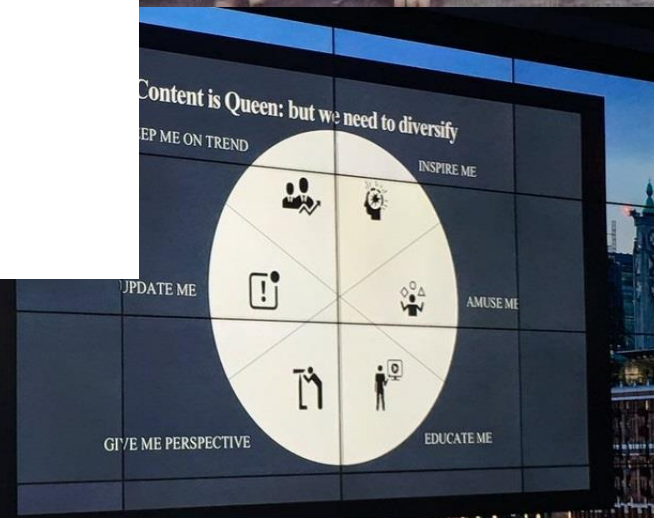 Content is Queen: but we need to diversify
EP ME ON TREND
INSPIRE ME
UPDATE ME
AMUSE ME
GIVE ME PERSPECTIVE
EDUCATE ME